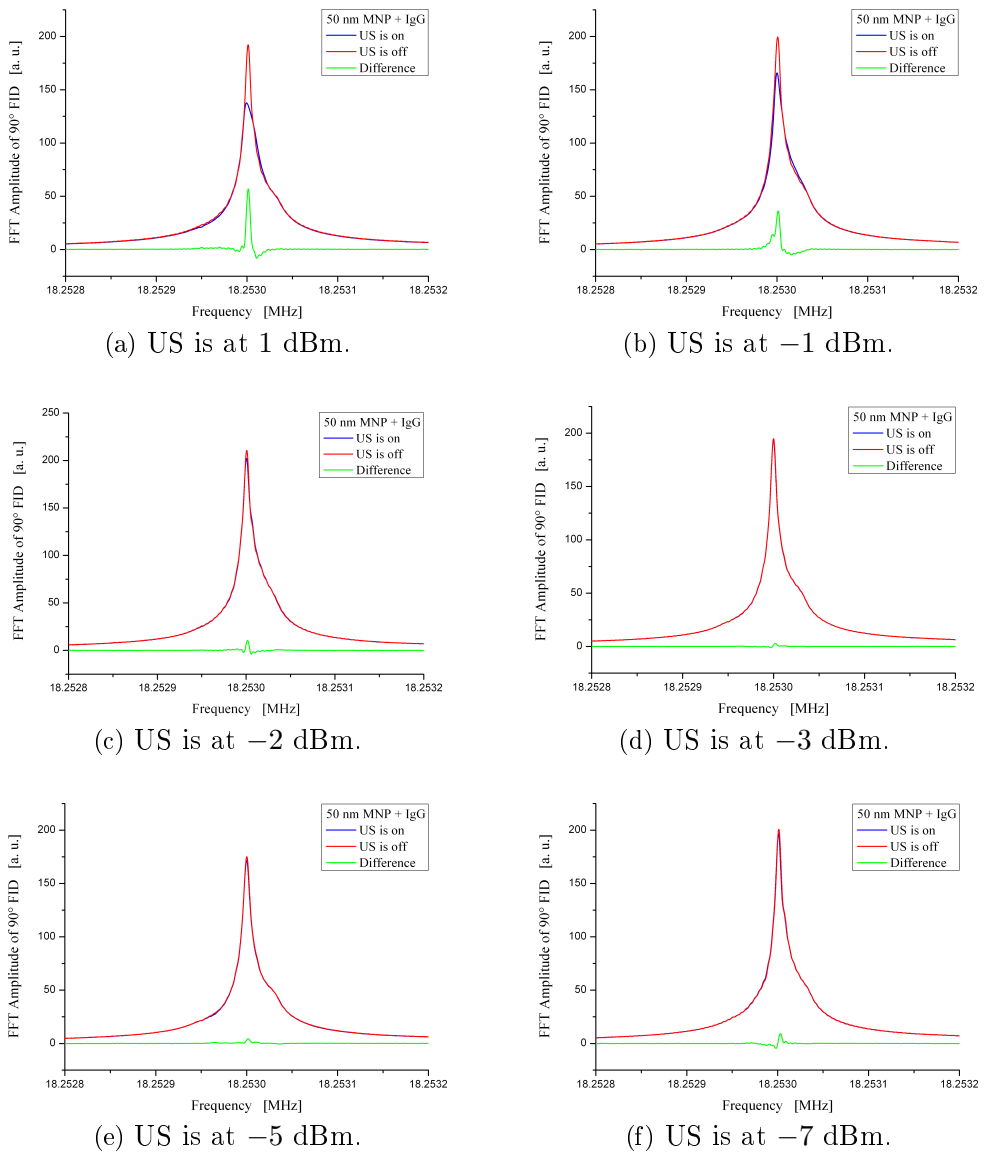 FFT Amplitude of 90° FID [a. u.]
200
150
100
50
0
50 nm MNP + IgG
US is on
US is off
Difference
18.2528 18.2529 18.2530 18.2531 18.2532
Frequency [MHz]
(a) US is at 1 dBm.
FFT Amplitude of 90° FID [a. u.]
200
150
100
50
0
50 nm MNP + IgG
US is on
US is off
Difference
18.2528 18.2529 18.2530 18.2531 18.2532
Frequency [MHz]
(b) US is at −1 dBm.
FFT Amplitude of 90° FID [a. u.]
250
200
150
100
50
0
50 nm MNP + IgG
US is on
US is off
Difference
18.2528 18.2529 18.2530 18.2531 18.2532
Frequency [MHz]
(c) US is at −2 dBm.
FFT Amplitude of 90° FID [a. u.]
200
150
100
50
0
50 nm MNP + IgG
US is on
US is off
Difference
18.2528 18.2529 18.2530 18.2531 18.2532
Frequency [MHz]
(d) US is at −3 dBm.
FFT Amplitude of 90° FID [a. u.]
200
150
100
50
0
50 nm MNP + IgG
US is on
US is off
Difference
18.2528 18.2529 18.2530 18.2531 18.2532
Frequency [MHz]
(e) US is at −5 dBm.
FFT Amplitude of 90° FID [a. u.]
200
150
100
50
0
50 nm MNP + IgG
US is on
US is off
Difference
18.2528 18.2529 18.2530 18.2531 18.2532
Frequency [MHz]
(f) US is at −7 dBm.